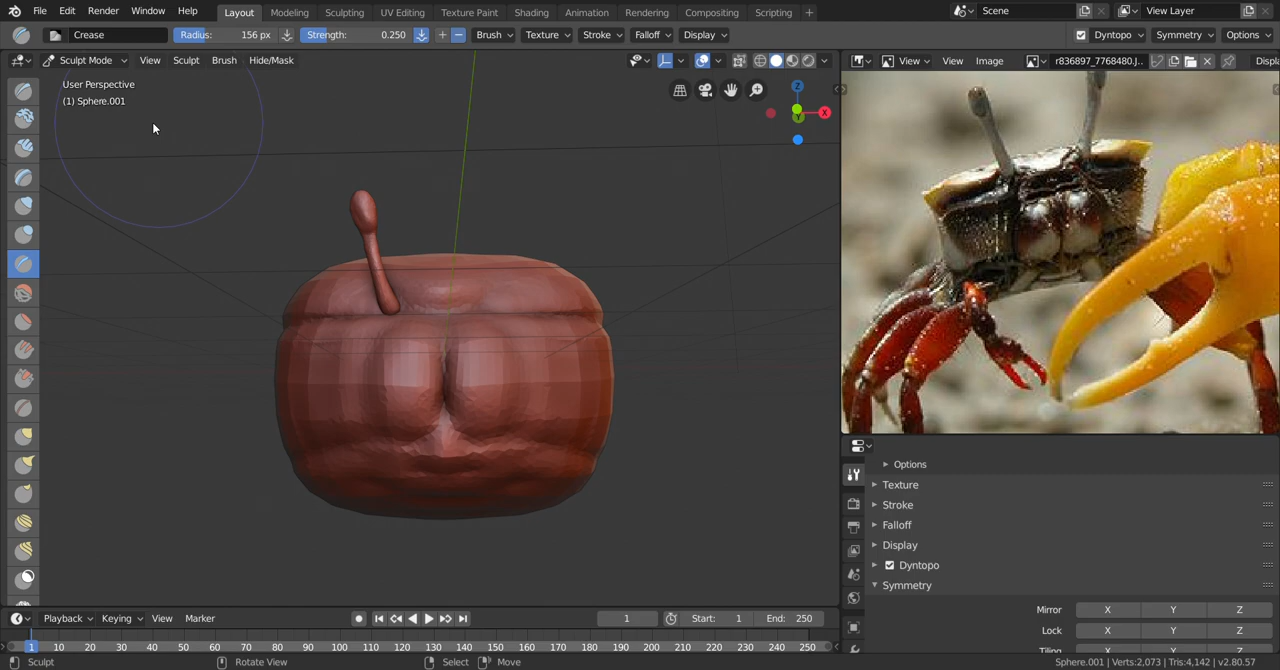 File Edit Render Window Help Layout Modeling Sculpting UV Editing Texture Paint Shading Animation Rendering Compositing Scripting + Scene View Layer
Crease Radius: 156 px Strength: 0.250 Brush Texture Stroke Falloff Display Dyntopo Symmetry Options
Sculpt Mode View Sculpt Brush Hide/Mask View View Image r836897_7768480.J.. Displa
User Perspective
(1) Sphere.001
Z
X
Y
Options
Texture
Stroke
Falloff
Display
Dyntopo
Symmetry
Mirror X Y Z
Lock X Y Z
Tiling
Playback Keying View Marker 1 Start: 1 End: 250
1 10 20 30 40 50 60 70 80 90 100 110 120 130 140 150 160 170 180 190 200 210 220 230 240 250
Sculpt Rotate View Select Move Sphere.001 | Verts:2,073 | Tris:4,142 | v2.80.57